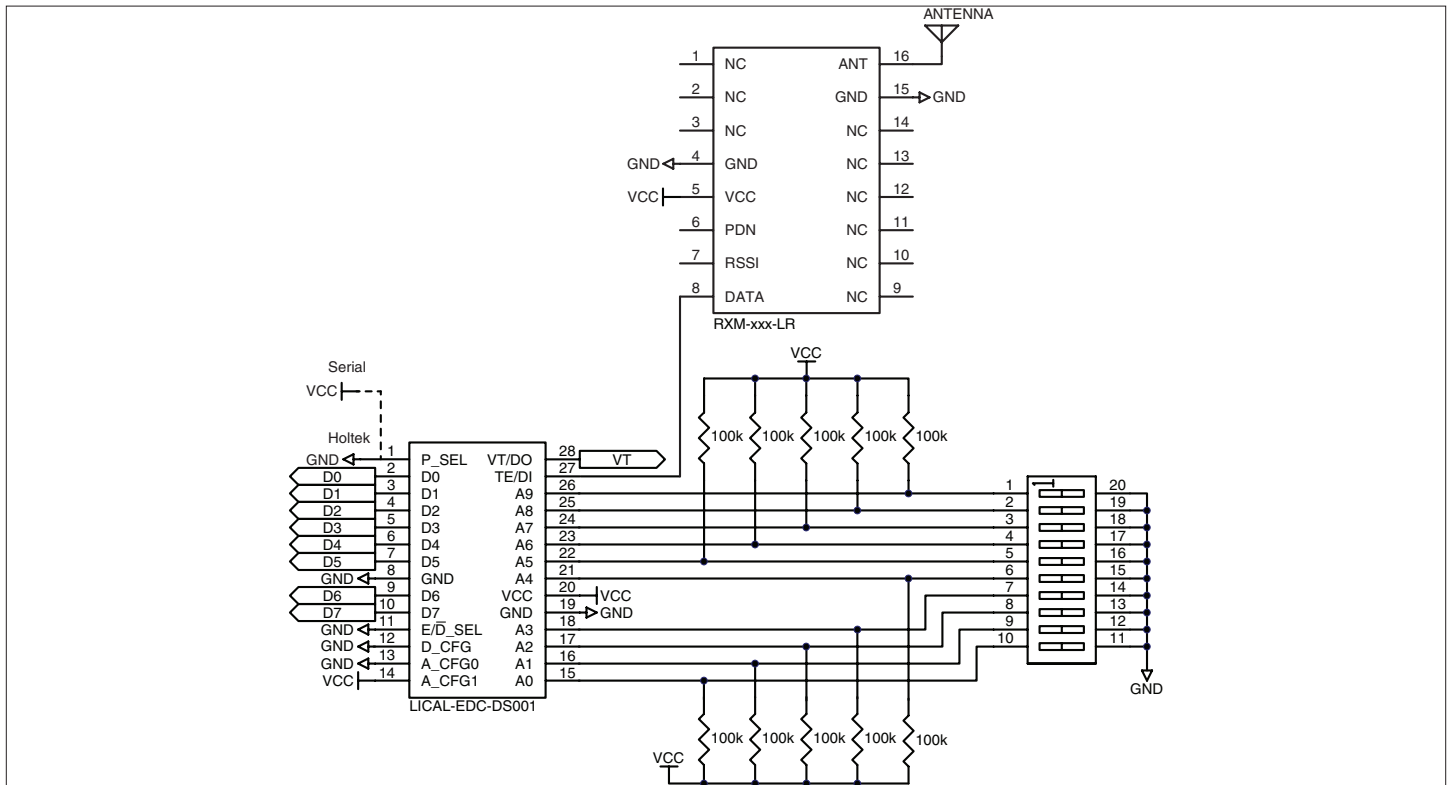 ANTENNA
1 NC ANT 16
2 NC GND 15 GND
3 NC NC 14
GND 4 GND NC 13
VCC 5 VCC NC 12
6 PDN NC 11
7 RSSI NC 10
8 DATA NC 9
RXM-xxx-LR
VCC
Serial
VCC
100k 100k 100k 100k 100k
Holtek
GND 1 P_SEL VT/DO 28 VT
D0 2 D0 TE/DI 27
D1 3 D1 A9 26 1 20
D2 4 D2 A8 25 2 19
D3 5 D3 A7 24 3 18
D4 6 D4 A6 23 4 17
D5 7 D5 A5 22 5 16
GND 8 GND A4 21 6 15
D6 9 D6 VCC 20 VCC 7 14
D7 10 D7 GND 19 GND 8 13
GND 11 E/D̅_SEL A3 18 9 12
GND 12 D_CFG A2 17 10 11
GND 13 A_CFG0 A1 16
VCC 14 A_CFG1 A0 15
GND
LICAL-EDC-DS001
100k 100k 100k 100k 100k
VCC